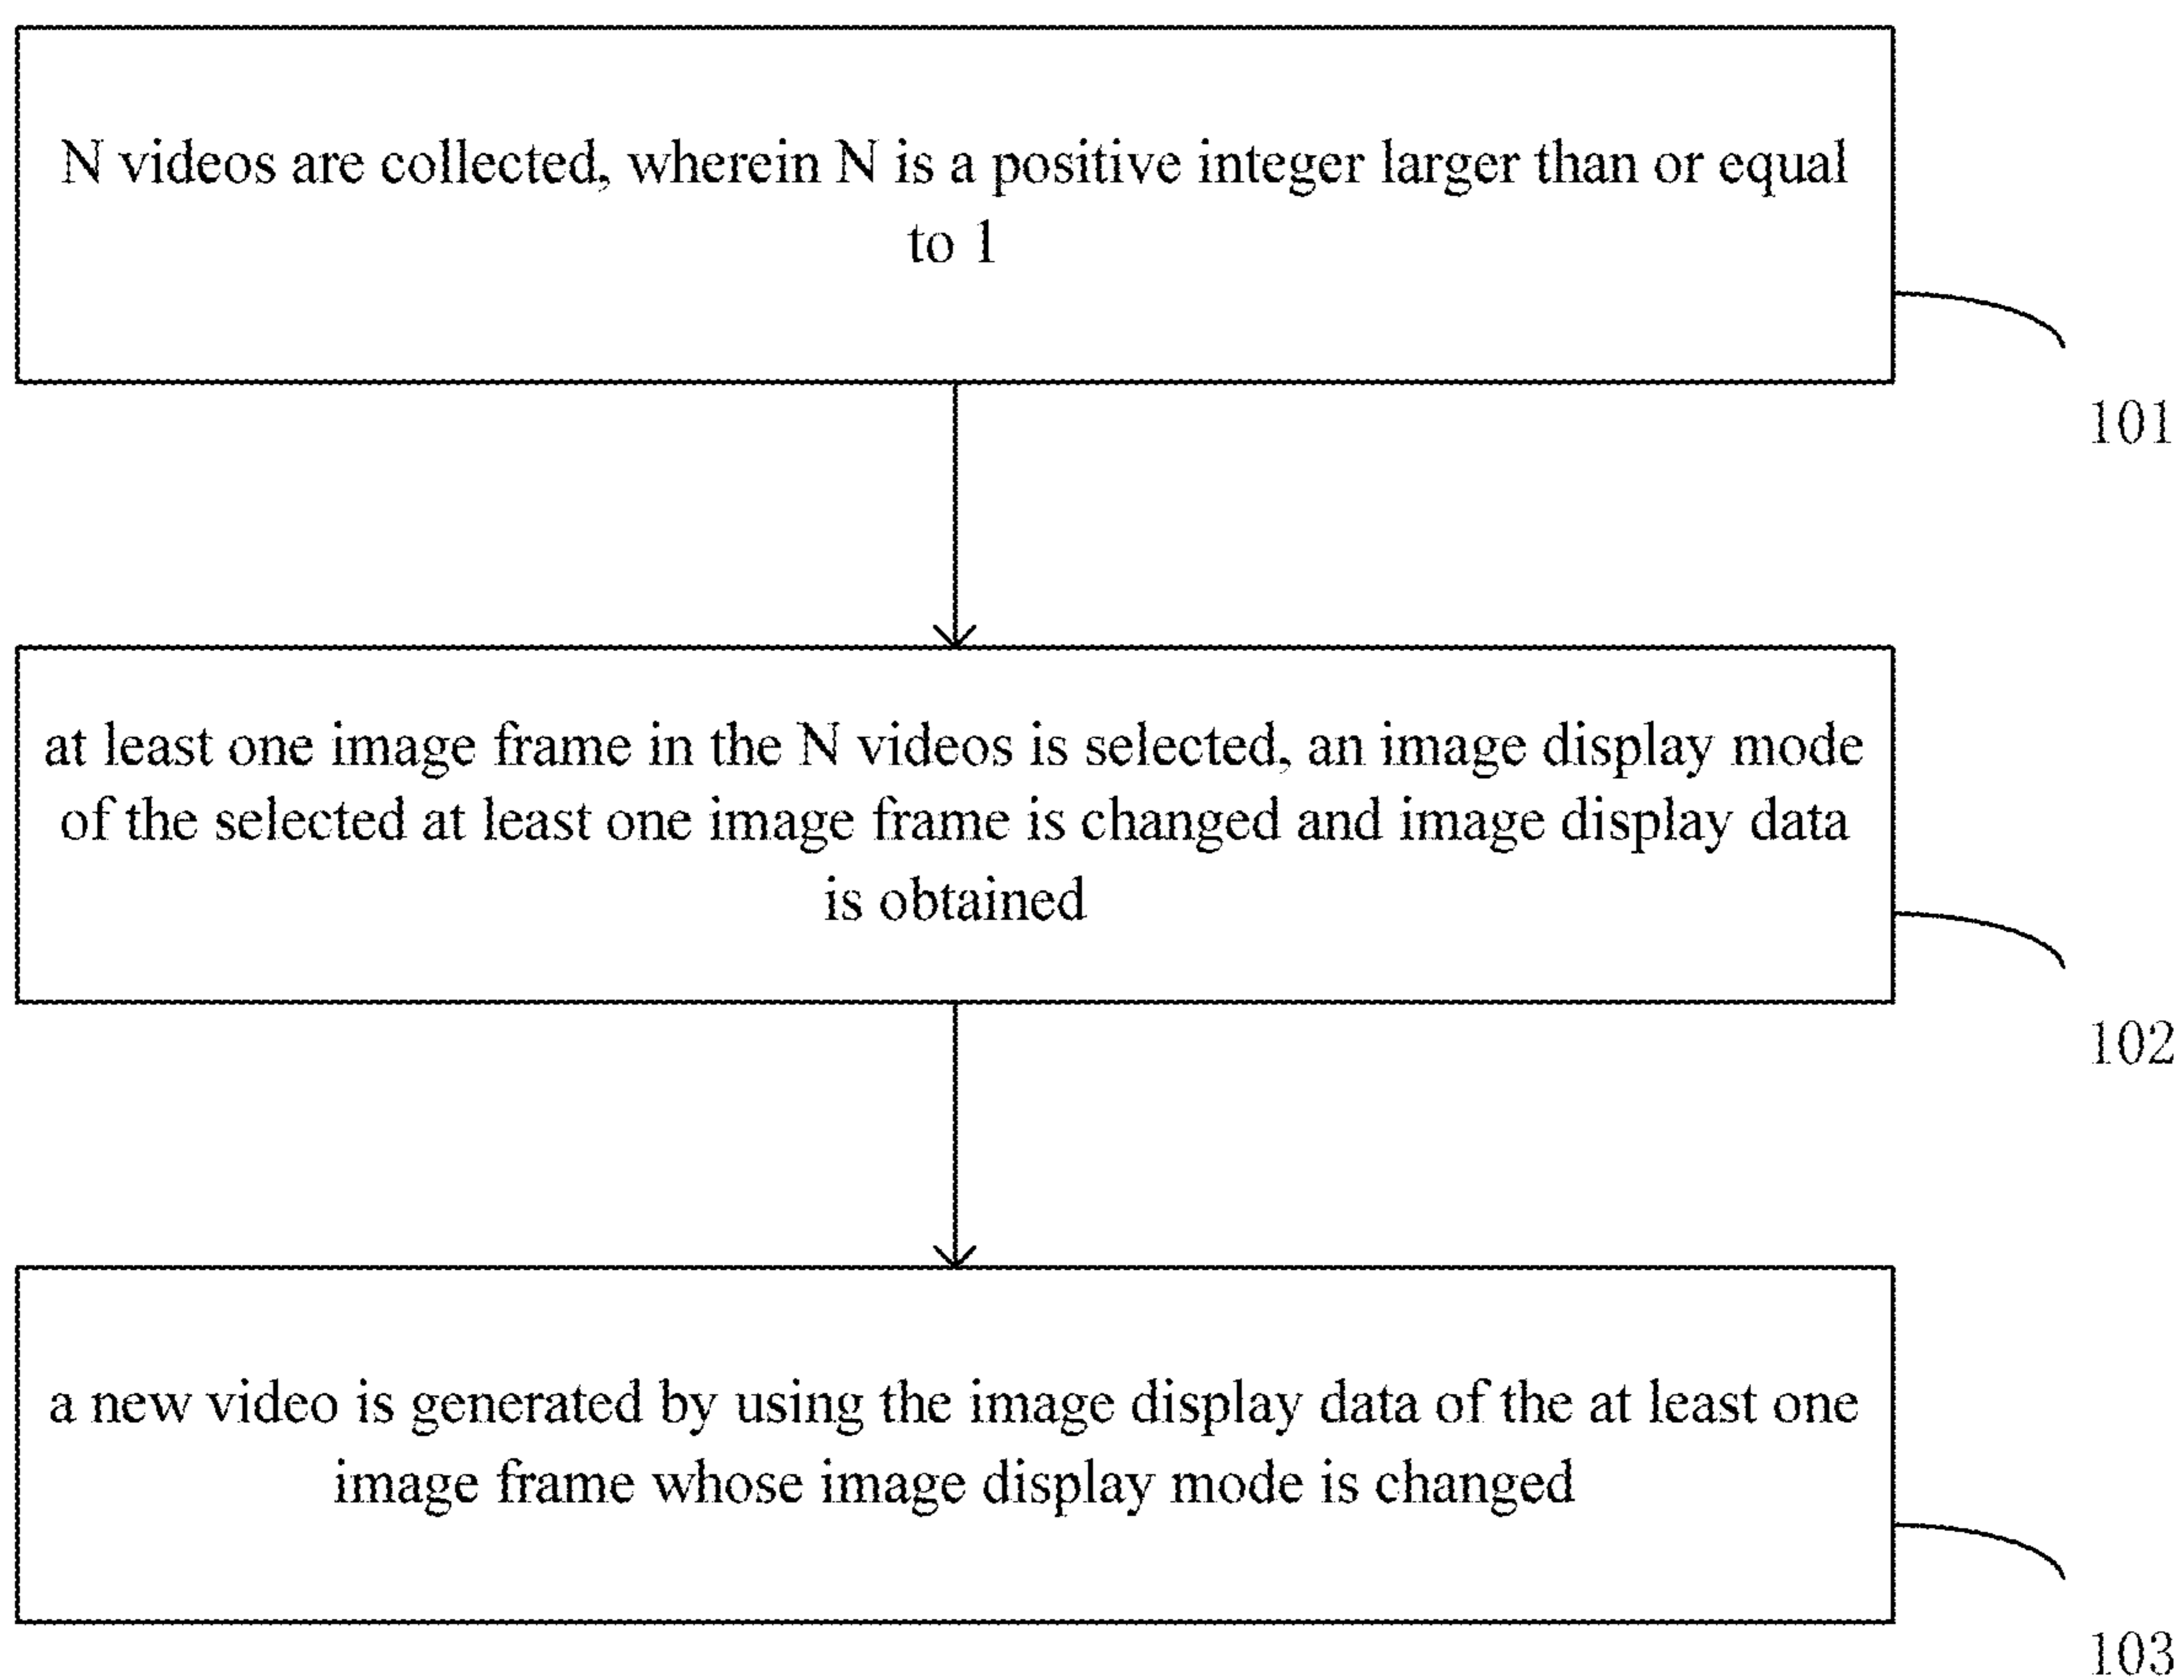 N videos are collected, wherein N is a positive integer larger than or equal
to 1
101
at least one image frame in the N videos is selected, an image display mode
of the selected at least one image frame is changed and image display data
is obtained
102
a new video is generated by using the image display data of the at least one
image frame whose image display mode is changed
103